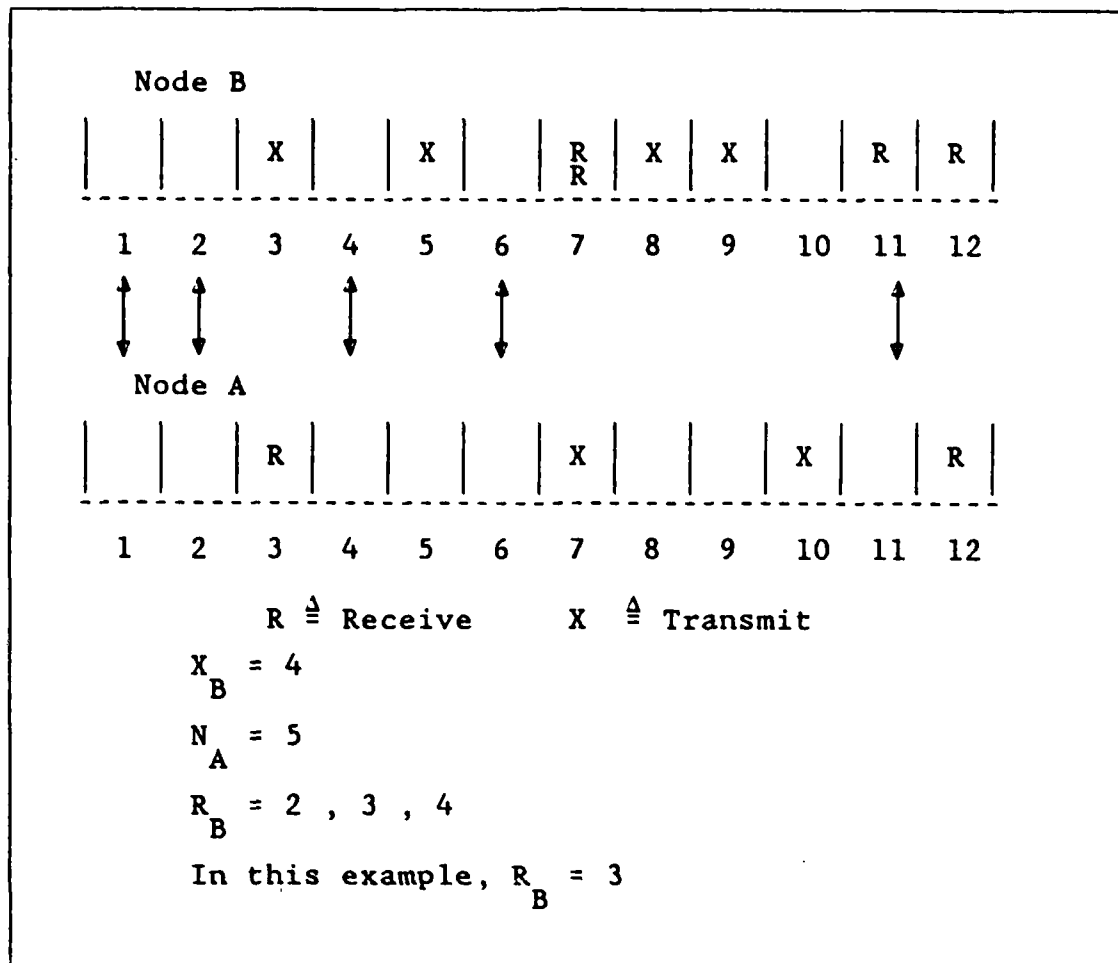 Node B
X X R X X R R
R
1 2 3 4 5 6 7 8 9 10 11 12
Node A
R X X R
1 2 3 4 5 6 7 8 9 10 11 12
R ≜ Receive X ≜ Transmit
X_B = 4
N_A = 5
R_B = 2 , 3 , 4
In this example, R_B = 3